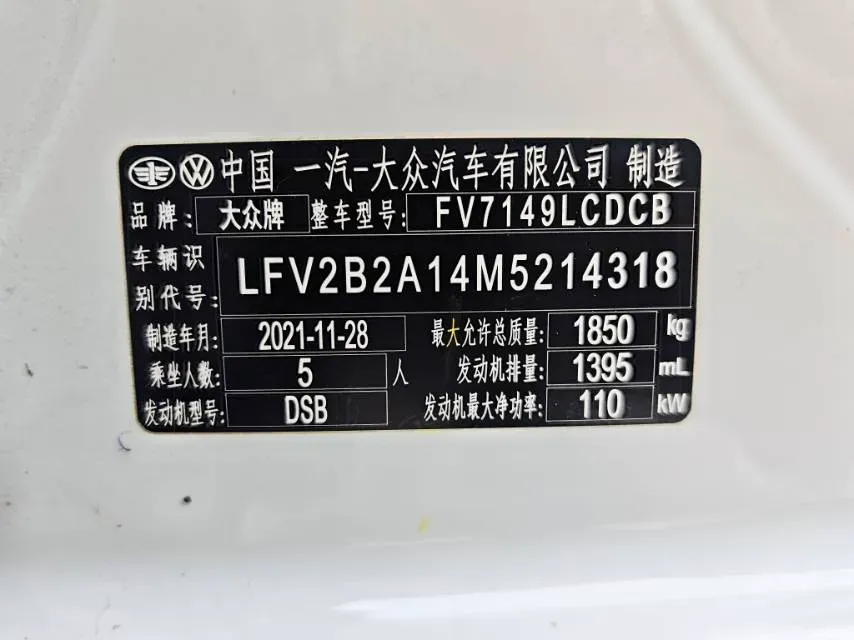 中国 一汽-大众汽车有限公司 制造
品牌: 大众牌 整车型号: FV7149LCDCB
车辆识别代号: LFV2B2A14M5214318
制造年月: 2021-11-28 最大允许总质量: 1850 kg
乘坐人数: 5 人 发动机排量: 1395 mL
发动机型号: DSB 发动机最大净功率: 110 kW